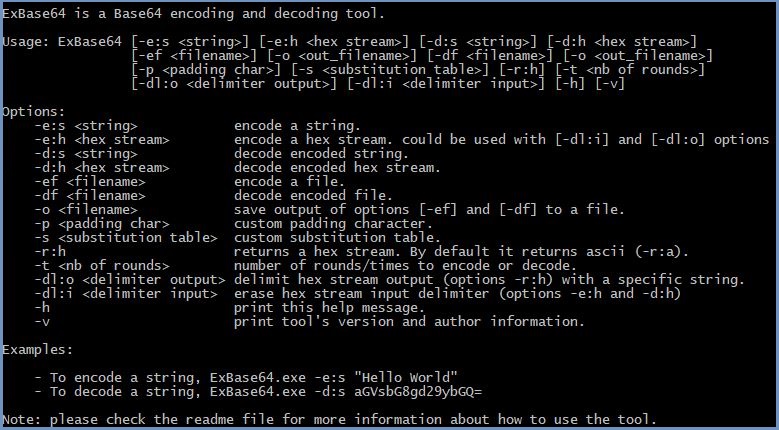 ExBase64 is a Base64 encoding and decoding tool.
Usage: ExBase64 [-e:s <string>] [-e:h <hex stream>] [-d:s <string>] [-d:h <hex stream>]
[-ef <filename>] [-o <out_filename>] [-df <filename>] [-o <out_filename>]
[-p <padding char>] [-s <substitution table>] [-r:h] [-t <nb of rounds>]
[-dl:o <delimiter output>] [-dl:i <delimiter input>] [-h] [-v]
Options:
-e:s <string> encode a string.
-e:h <hex stream> encode a hex stream. could be used with [-dl:i] and [-dl:o] options
-d:s <string> decode encoded string.
-d:h <hex stream> decode encoded hex stream.
-ef <filename> encode a file.
-df <filename> decode encoded file.
-o <filename> save output of options [-ef] and [-df] to a file.
-p <padding char> custom padding character.
-s <substitution table> custom substitution table.
-r:h returns a hex stream. By default it returns ascii (-r:a).
-t <nb of rounds> number of rounds/times to encode or decode.
-dl:o <delimiter output> delimit hex stream output (options -r:h) with a specific string.
-dl:i <delimiter input> erase hex stream input delimiter (options -e:h and -d:h)
-h print this help message.
-v print tool's version and author information.
Examples:
- To encode a string, ExBase64.exe -e:s "Hello World"
- To decode a string, ExBase64.exe -d:s aGVsbG8gd29ybGQ=
Note: please check the readme file for more information about how to use the tool.